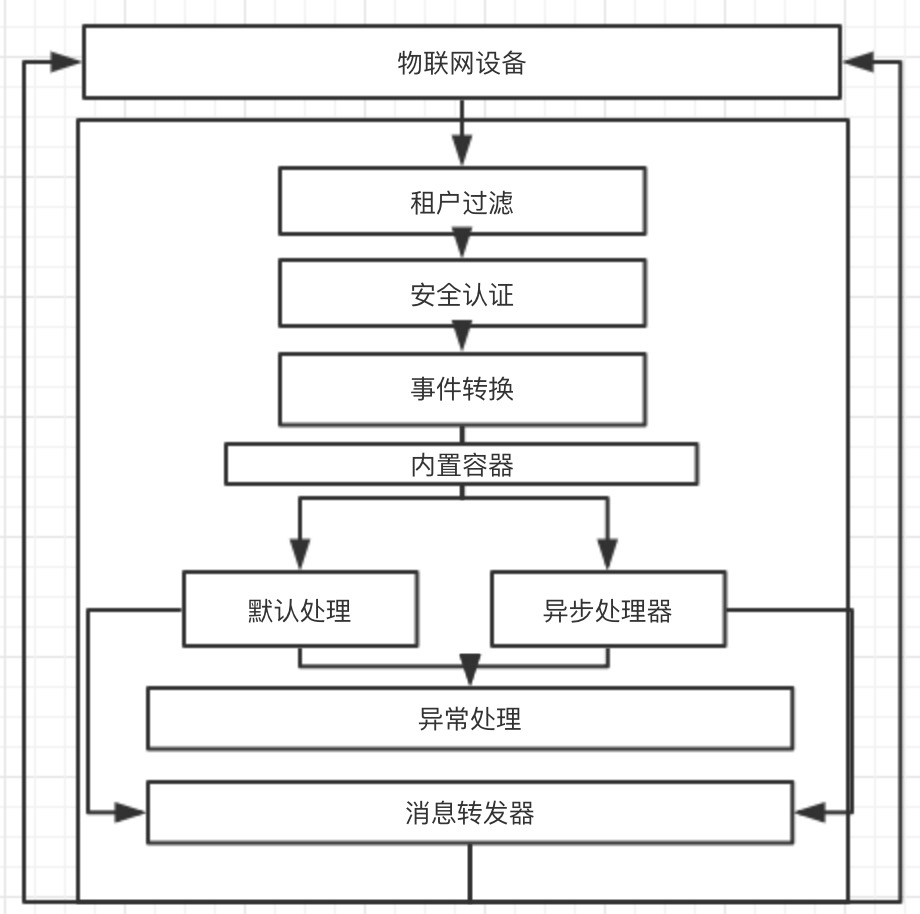 物联网设备
租户过滤
安全认证
事件转换
内置容器
默认处理
异步处理器
异常处理
消息转发器